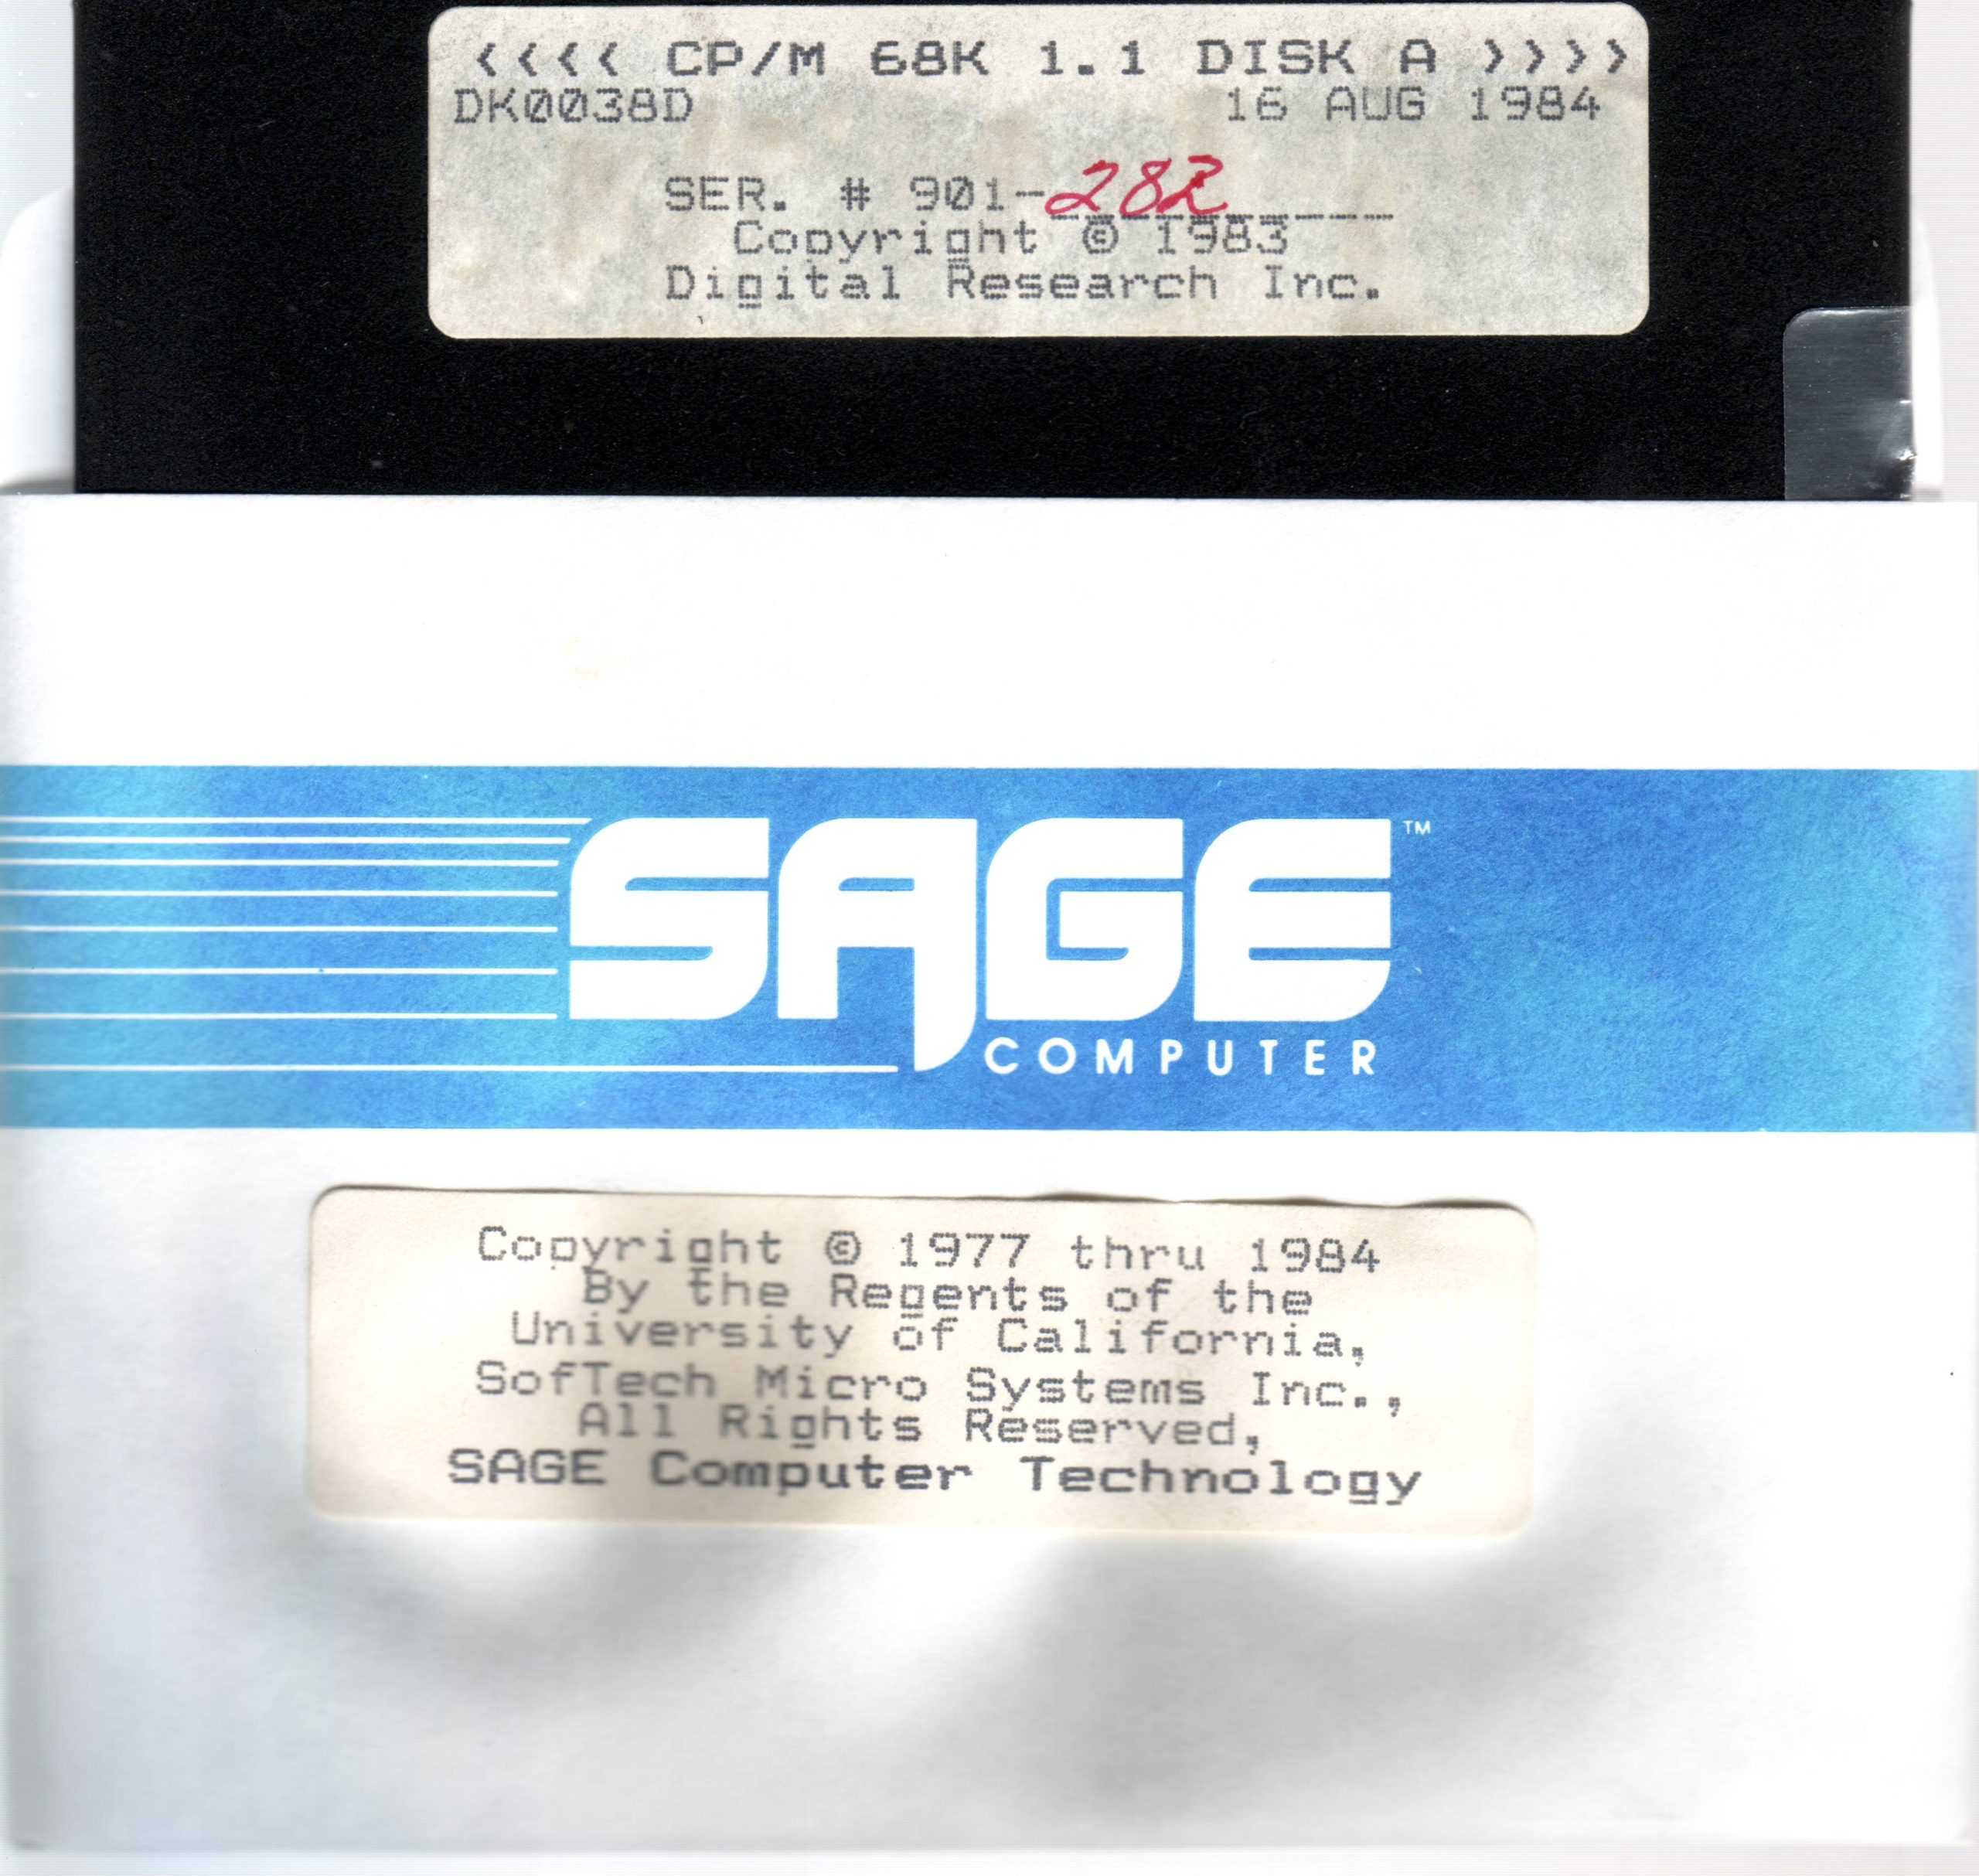 <<<< CP/M 68K 1.1 DISK A >>>>
DK0038D 16 AUG 1984
SER. # 901-282
Copyright © 1983
Digital Research Inc.
SAGE™
COMPUTER
Copyright © 1977 thru 1984
By the Regents of the
University of California,
SofTech Micro Systems Inc.,
All Rights Reserved,
SAGE Computer Technology